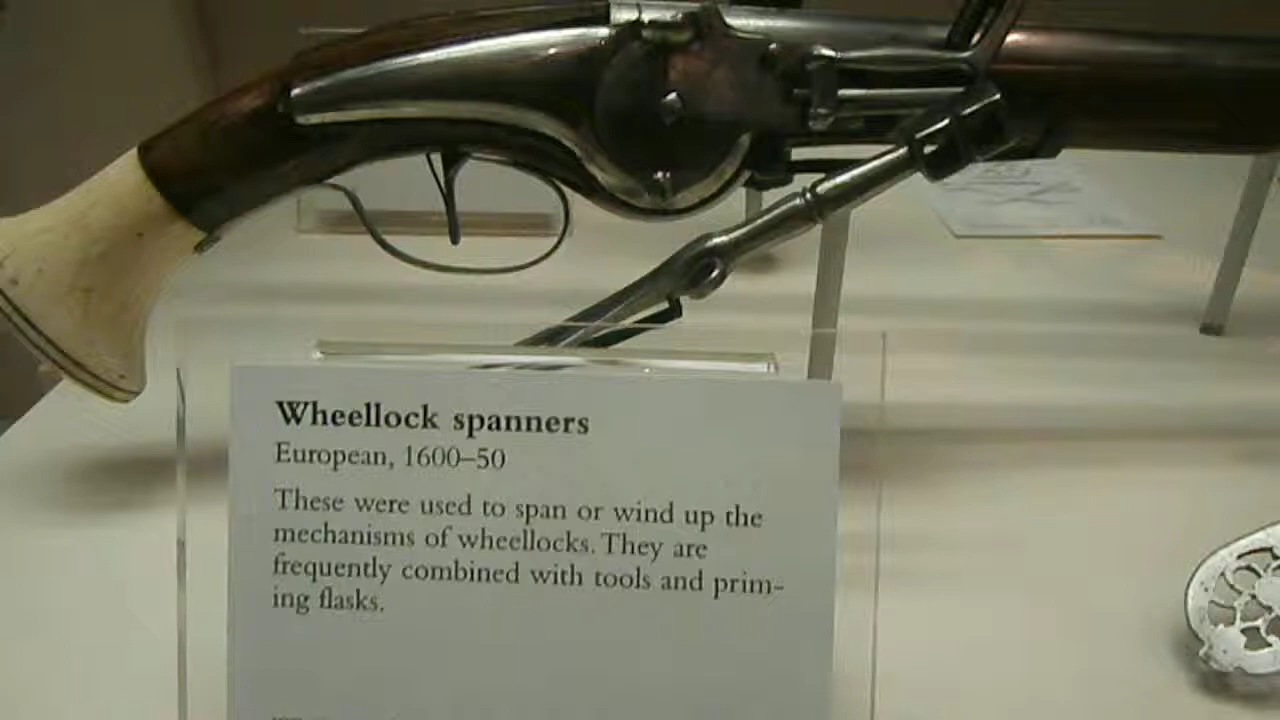 Wheellock spanners
European, 1600–50
These were used to span or wind up the
mechanisms of wheellocks. They are
frequently combined with tools and prim-
ing flasks.